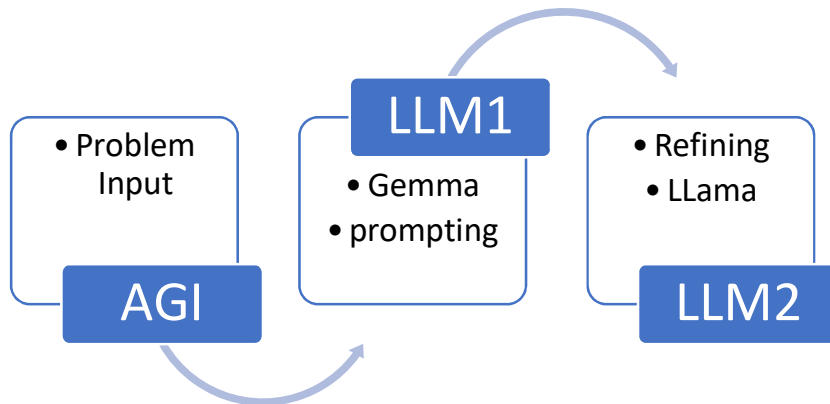 • Problem
Input
AGI
LLM1
• Gemma
• prompting
• Refining
• LLama
LLM2